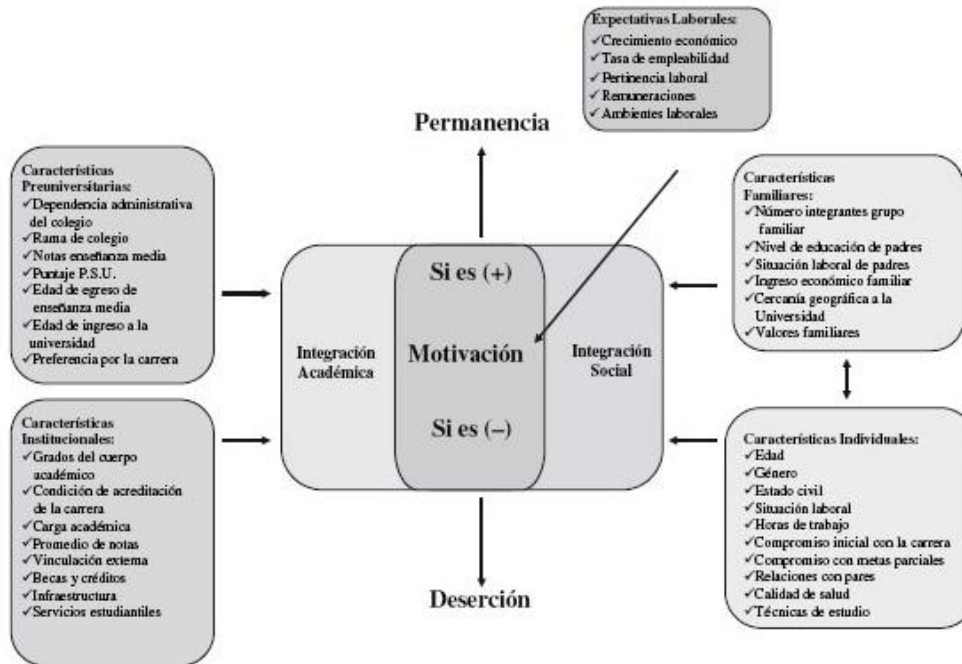 Expectativas Laborales:
✓Crecimiento económico
✓Tasa de empleabilidad
✓Pertinencia laboral
✓Remuneraciones
✓Ambientes laborales
Permanencia
Características
Preuniversitarias:
✓Dependencia administrativa
del colegio
✓Rama de colegio
✓Notas enseñanza media
✓Puntaje P.S.U.
✓Edad de egreso de
enseñanza media
✓Edad de ingreso a la
universidad
✓Preferencia por la carrera
Características
Institucionales:
✓Grados del cuerpo
académico
✓Condición de acreditación
de la carrera
✓Carga académica
✓Promedio de notas
✓Vinculación externa
✓Becas y créditos
✓Infraestructura
✓Servicios estudiantiles
Integración
Académica
Si es (+)
Motivación
Si es (–)
Integración
Social
Deserción
Características
Familiares:
✓Número integrantes grupo
familiar
✓Nivel de educación de padres
✓Situación laboral de padres
✓Ingreso económico familiar
✓Cercanía geográfica a la
Universidad
✓Valores familiares
Características Individuales:
✓Edad
✓Género
✓Estado civil
✓Situación laboral
✓Horas de trabajo
✓Compromiso inicial con la carrera
✓Compromiso con metas parciales
✓Relaciones con pares
✓Calidad de salud
✓Técnicas de estudio